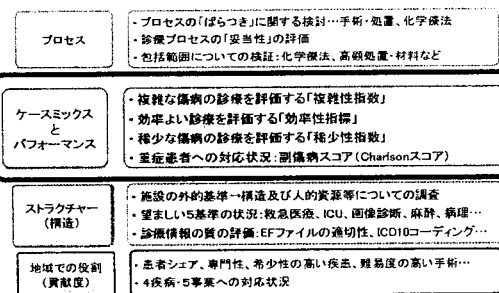 プロセス
・プロセスの「ばらつき」に関する検討…手術・処置、化学療法
・診療プロセスの「妥当性」の評価
・包括範囲についての検証:化学療法、高額処置・材料など
ケースミックス
と
パフォーマンス
・複雑な傷病の診療を評価する「複雑性指数」
・効率よい診療を評価する「効率性指標」
・稀少な傷病の診療を評価する「稀少性指数」
・重症患者への対応状況:副傷病スコア(Charlsonスコア)
ストラクチャー
(構造)
・施設の外的基準→構造及び人的資源等についての調査
・望ましい5基準の状況:救急医療、ICU、画像診断、麻酔、病理…
・診療情報の質の評価:EFファイルの適切性、ICD10コーディング…
地域での役割
(貢献度)
・患者シェア、専門性、希少性の高い疾患、難易度の高い手術…
・4疾病・5事業への対応状況